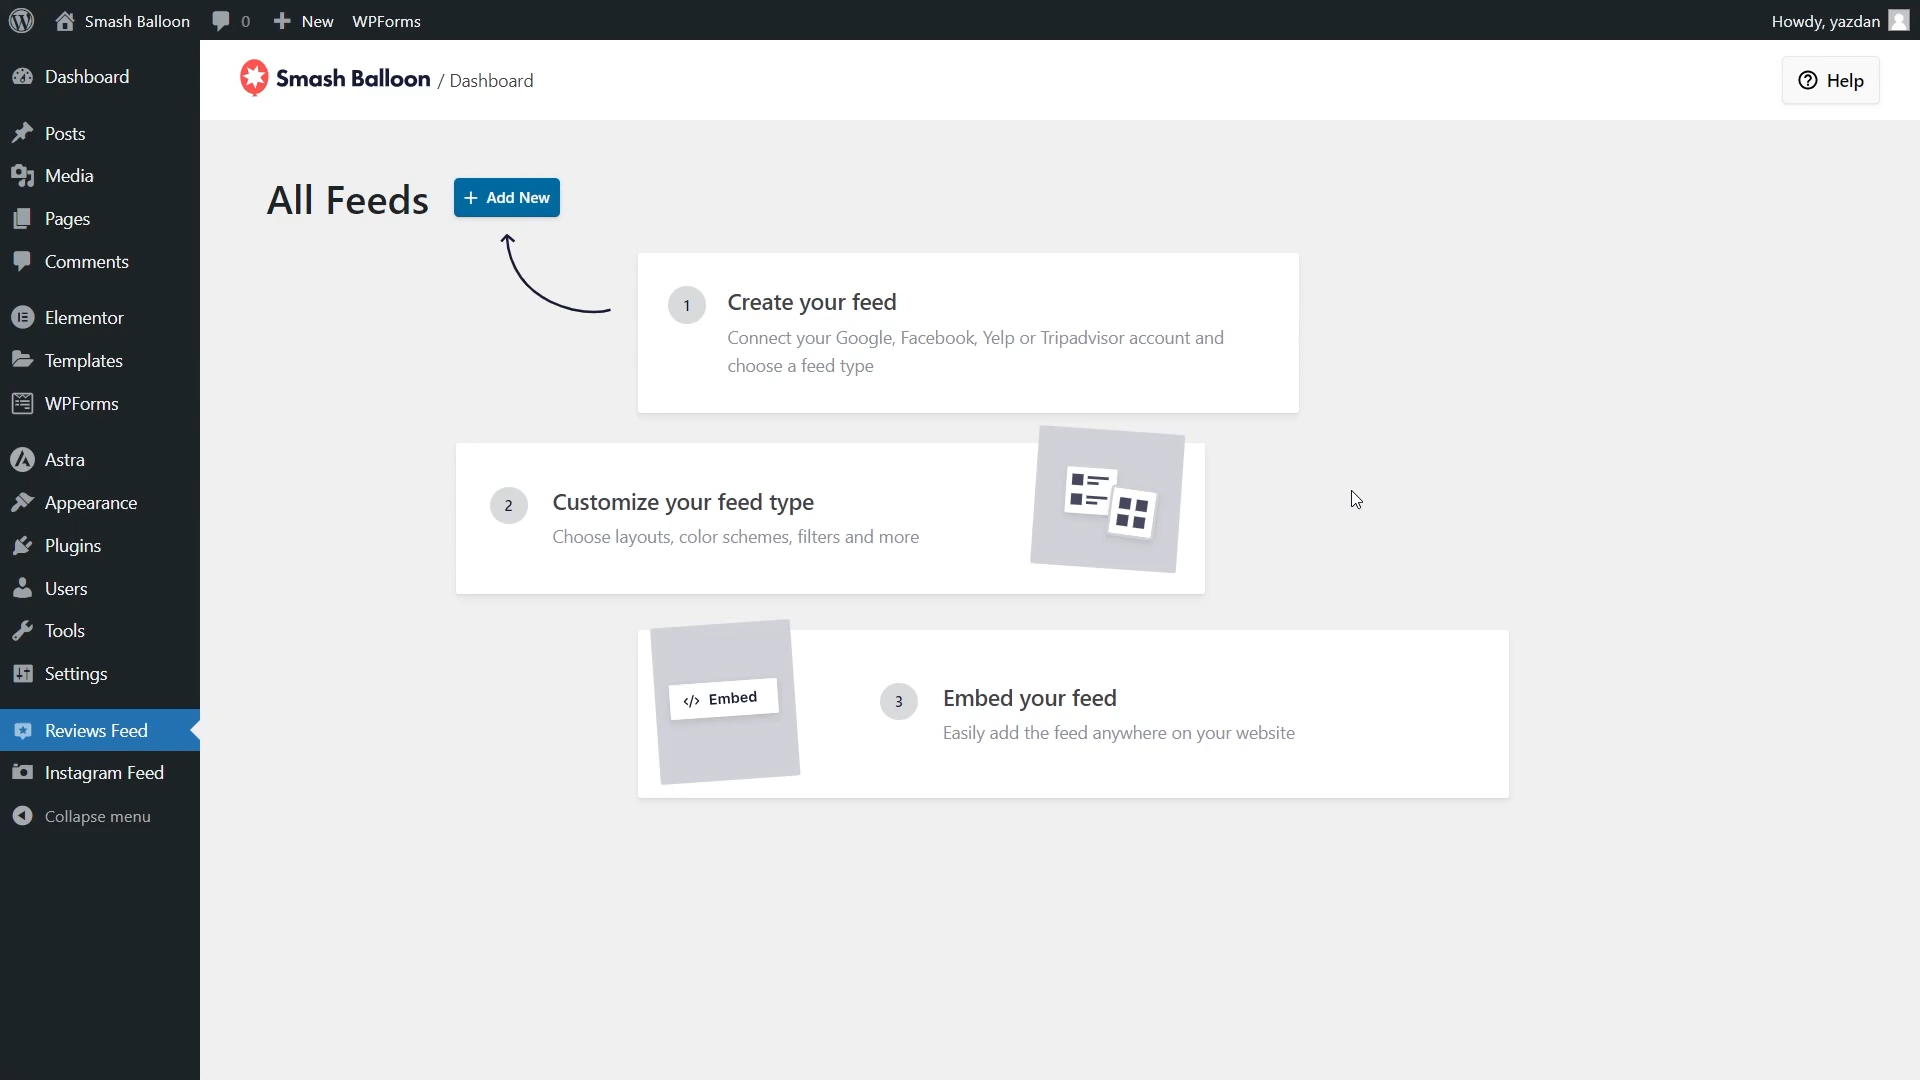 Smash Balloon 0 New WPForms Howdy, yazdan
Dashboard
Posts
Media
Pages
Comments
Elementor
Templates
WPForms
Astra
Appearance
Plugins
Users
Tools
Settings
Reviews Feed
Instagram Feed
Collapse menu
Smash Balloon / Dashboard
Help
All Feeds + Add New
1 Create your feed
Connect your Google, Facebook, Yelp or Tripadvisor account and
choose a feed type
2 Customize your feed type
Choose layouts, color schemes, filters and more
</> Embed
3 Embed your feed
Easily add the feed anywhere on your website